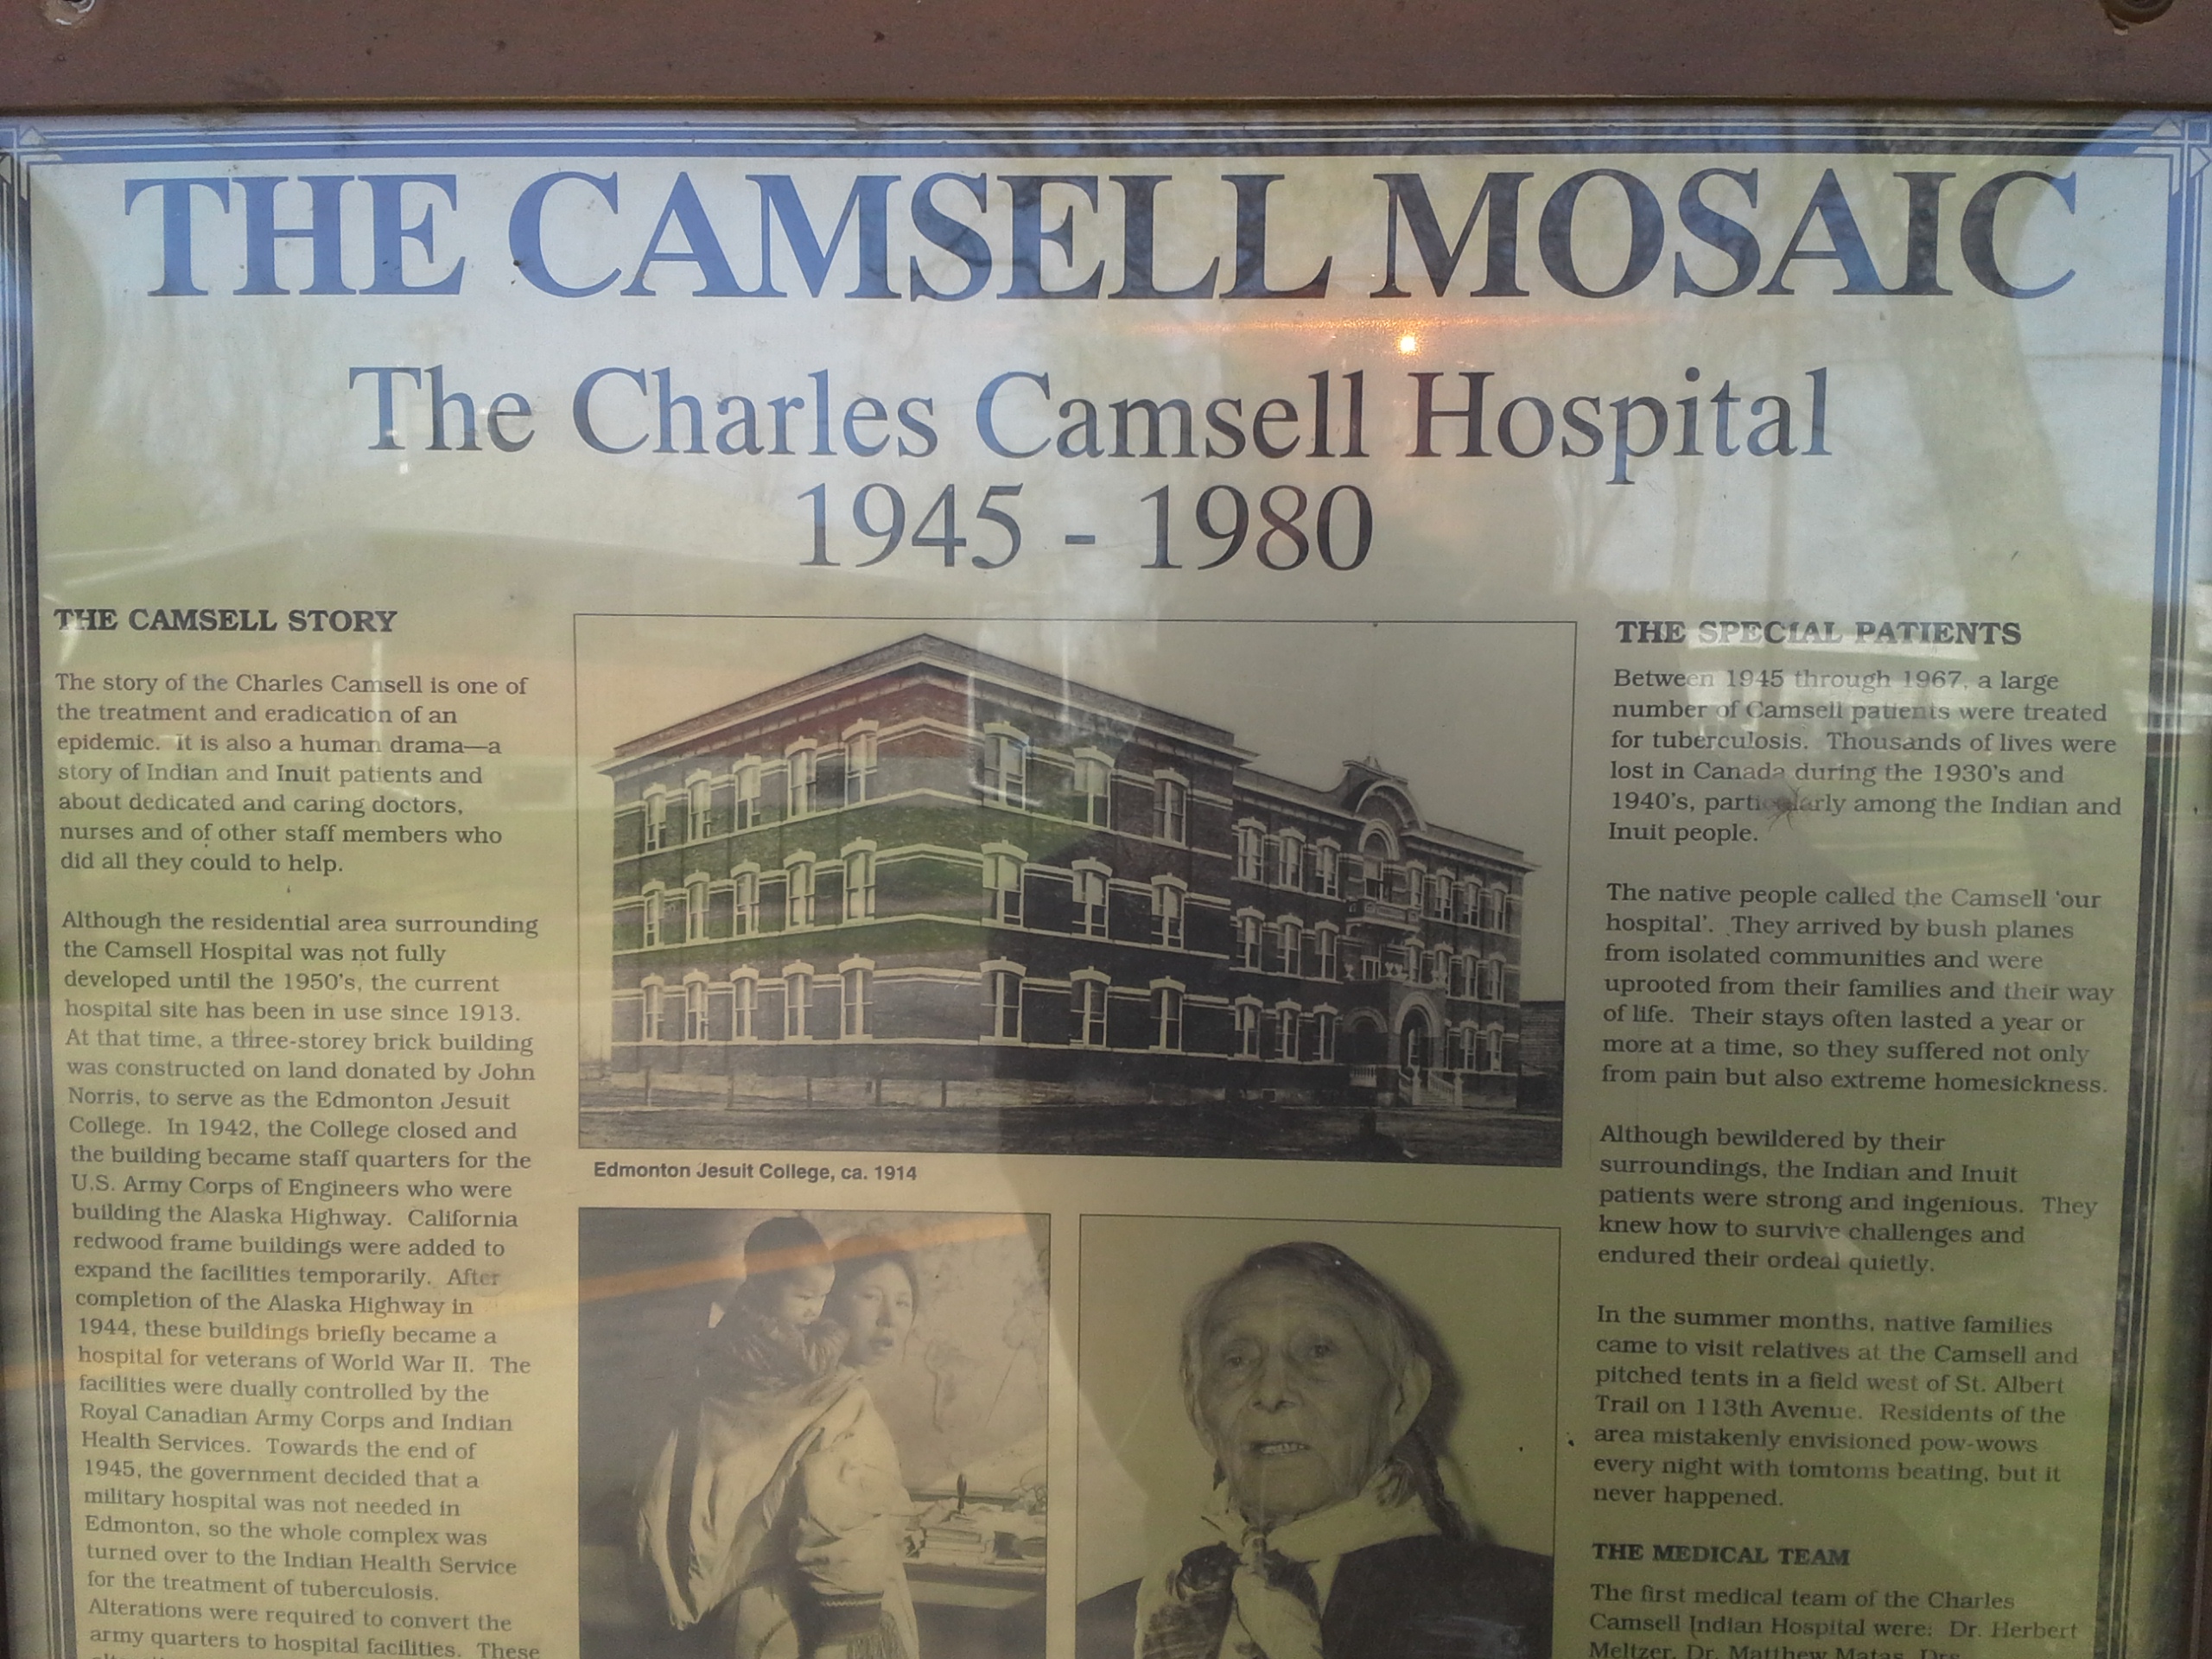 THE CAMSELL MOSAIC
The Charles Camsell Hospital
1945 - 1980
THE CAMSELL STORY
The story of the Charles Camsell is one of
the treatment and eradication of an
epidemic. It is also a human drama—a
story of Indian and Inuit patients and
about dedicated and caring doctors,
nurses and of other staff members who
did all they could to help.
Although the residential area surrounding
the Camsell Hospital was not fully
developed until the 1950's, the current
hospital site has been in use since 1913.
At that time, a three-storey brick building
was constructed on land donated by John
Norris, to serve as the Edmonton Jesuit
College. In 1942, the College closed and
the building became staff quarters for the
U.S. Army Corps of Engineers who were
building the Alaska Highway. California
redwood frame buildings were added to
expand the facilities temporarily. After
completion of the Alaska Highway in
1944, these buildings briefly became a
hospital for veterans of World War II. The
facilities were dually controlled by the
Royal Canadian Army Corps and Indian
Health Services. Towards the end of
1945, the government decided that a
military hospital was not needed in
Edmonton, so the whole complex was
turned over to the Indian Health Service
for the treatment of tuberculosis.
Alterations were required to convert the
army quarters to hospital facilities. These
Edmonton Jesuit College, ca. 1914
THE SPECIAL PATIENTS
Between 1945 through 1967, a large
number of Camsell patients were treated
for tuberculosis. Thousands of lives were
lost in Canada during the 1930's and
1940's, particularly among the Indian and
Inuit people.
The native people called the Camsell 'our
hospital'. They arrived by bush planes
from isolated communities and were
uprooted from their families and their way
of life. Their stays often lasted a year or
more at a time, so they suffered not only
from pain but also extreme homesickness.
Although bewildered by their
surroundings, the Indian and Inuit
patients were strong and ingenious. They
knew how to survive challenges and
endured their ordeal quietly.
In the summer months, native families
came to visit relatives at the Camsell and
pitched tents in a field west of St. Albert
Trail on 113th Avenue. Residents of the
area mistakenly envisioned pow-wows
every night with tomtoms beating, but it
never happened.
THE MEDICAL TEAM
The first medical team of the Charles
Camsell Indian Hospital were: Dr. Herbert
Meltzer, Dr. Matthew Matas, Drs.